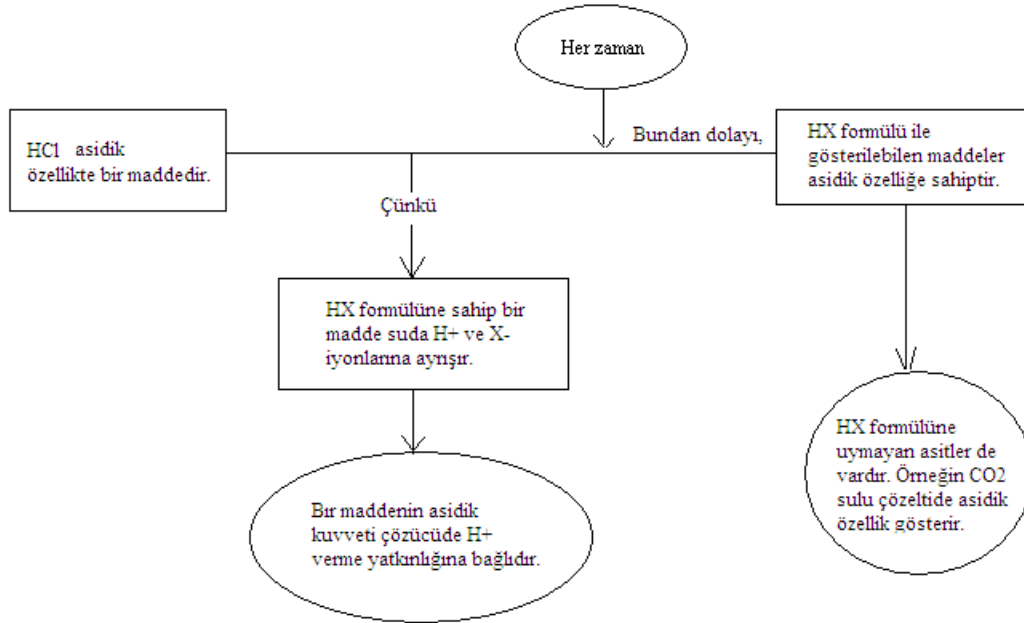 Her zaman
HCl asidik
özellikte bir maddedir.
Bundan dolayı,
HX formülü ile
gösterilebilen maddeler
asidik özelliğe sahiptir.
Çünkü
HX formülüne sahip bir
madde suda H+ ve X-
iyonlarına ayrışır.
HX formülüne
uymayan asitler de
vardır. Örneğin CO2
sulu çözeltide asidik
özellik gösterir.
Bir maddenin asidik
kuvveti çözücüde H+
verme yatkınlığına bağlıdır.